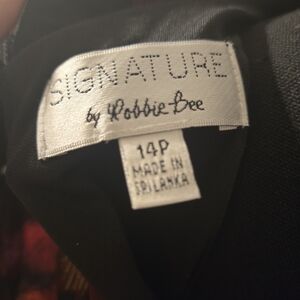 SIGNATURE
by Robbie Bee
14P
MADE IN
SRI LANKA